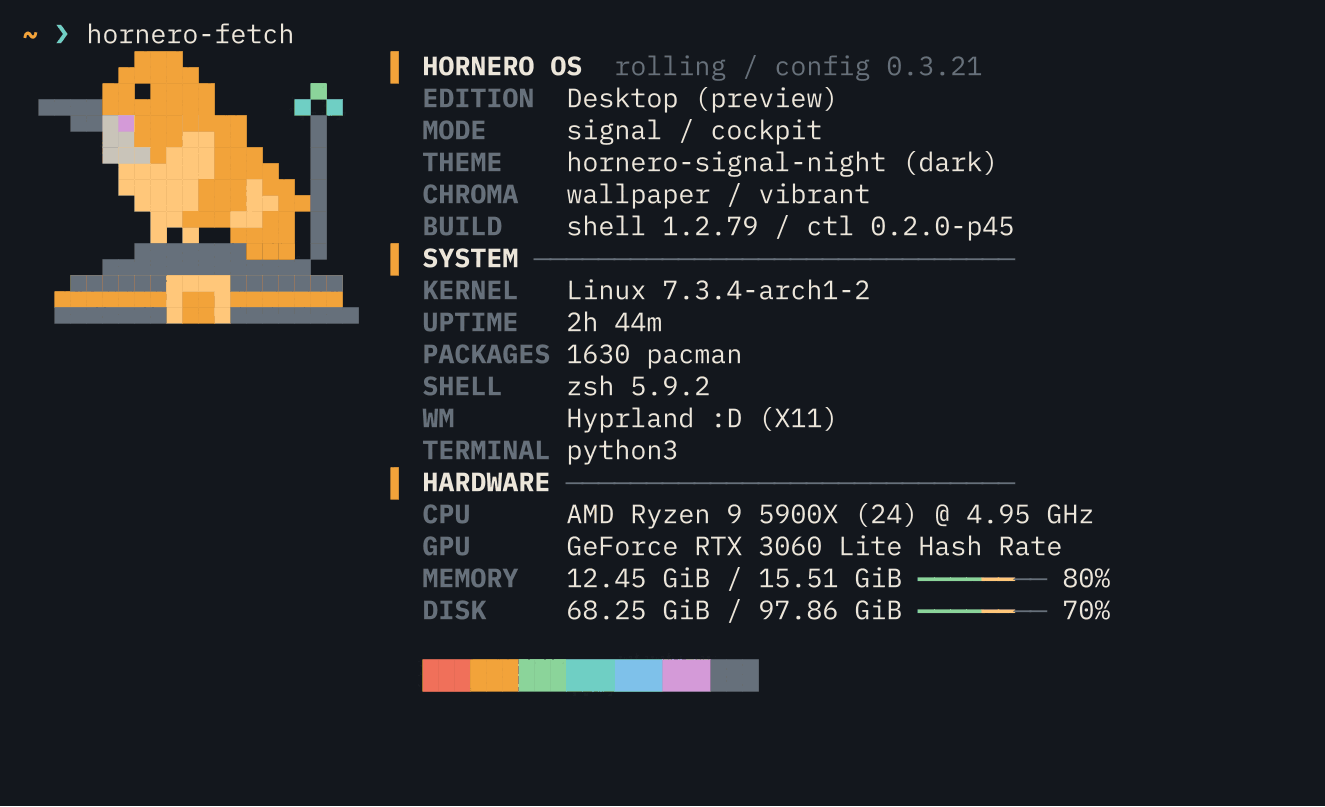 ~ ❯ hornero-fetch
HORNERO OS rolling / config 0.3.21
EDITION Desktop (preview)
MODE signal / cockpit
THEME hornero-signal-night (dark)
CHROMA wallpaper / vibrant
BUILD shell 1.2.79 / ctl 0.2.0-p45
SYSTEM
KERNEL Linux 7.3.4-arch1-2
UPTIME 2h 44m
PACKAGES 1630 pacman
SHELL zsh 5.9.2
WM Hyprland :D (X11)
TERMINAL python3
HARDWARE
CPU AMD Ryzen 9 5900X (24) @ 4.95 GHz
GPU GeForce RTX 3060 Lite Hash Rate
MEMORY 12.45 GiB / 15.51 GiB 80%
DISK 68.25 GiB / 97.86 GiB 70%